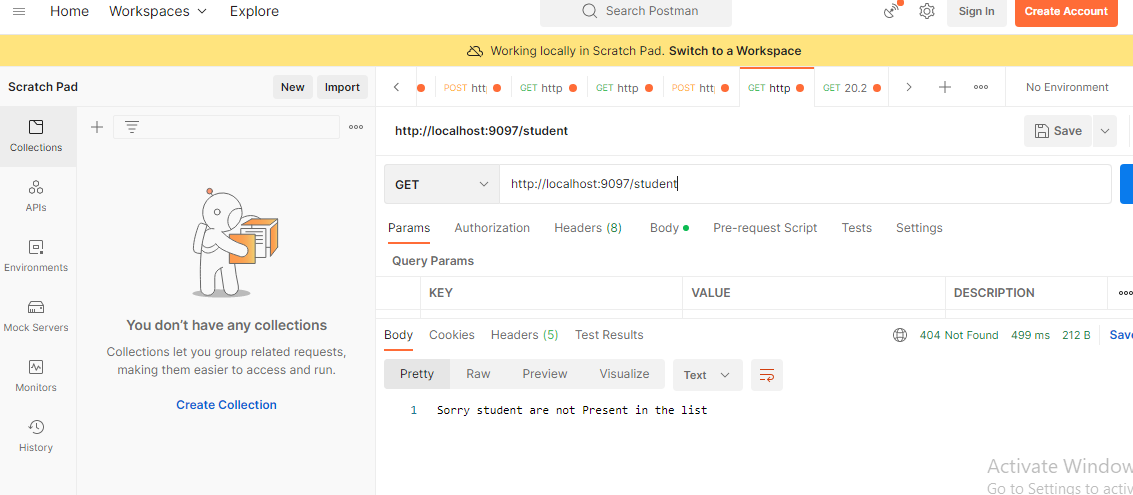 Home Workspaces Explore Search Postman Sign In Create Account
Working locally in Scratch Pad. Switch to a Workspace
Scratch Pad New Import
POST htt GET http GET http POST htt GET http GET 20.2 No Environment
http://localhost:9097/student Save
GET http://localhost:9097/student
Params Authorization Headers (8) Body Pre-request Script Tests Settings
Query Params
KEY VALUE DESCRIPTION
Body Cookies Headers (5) Test Results 404 Not Found 499 ms 212 B Save
Pretty Raw Preview Visualize Text
1 Sorry student are not Present in the list
Collections
APIs
Environments
Mock Servers
Monitors
History
You don't have any collections
Collections let you group related requests,
making them easier to access and run.
Create Collection
Activate Window
Go to Settings to activ